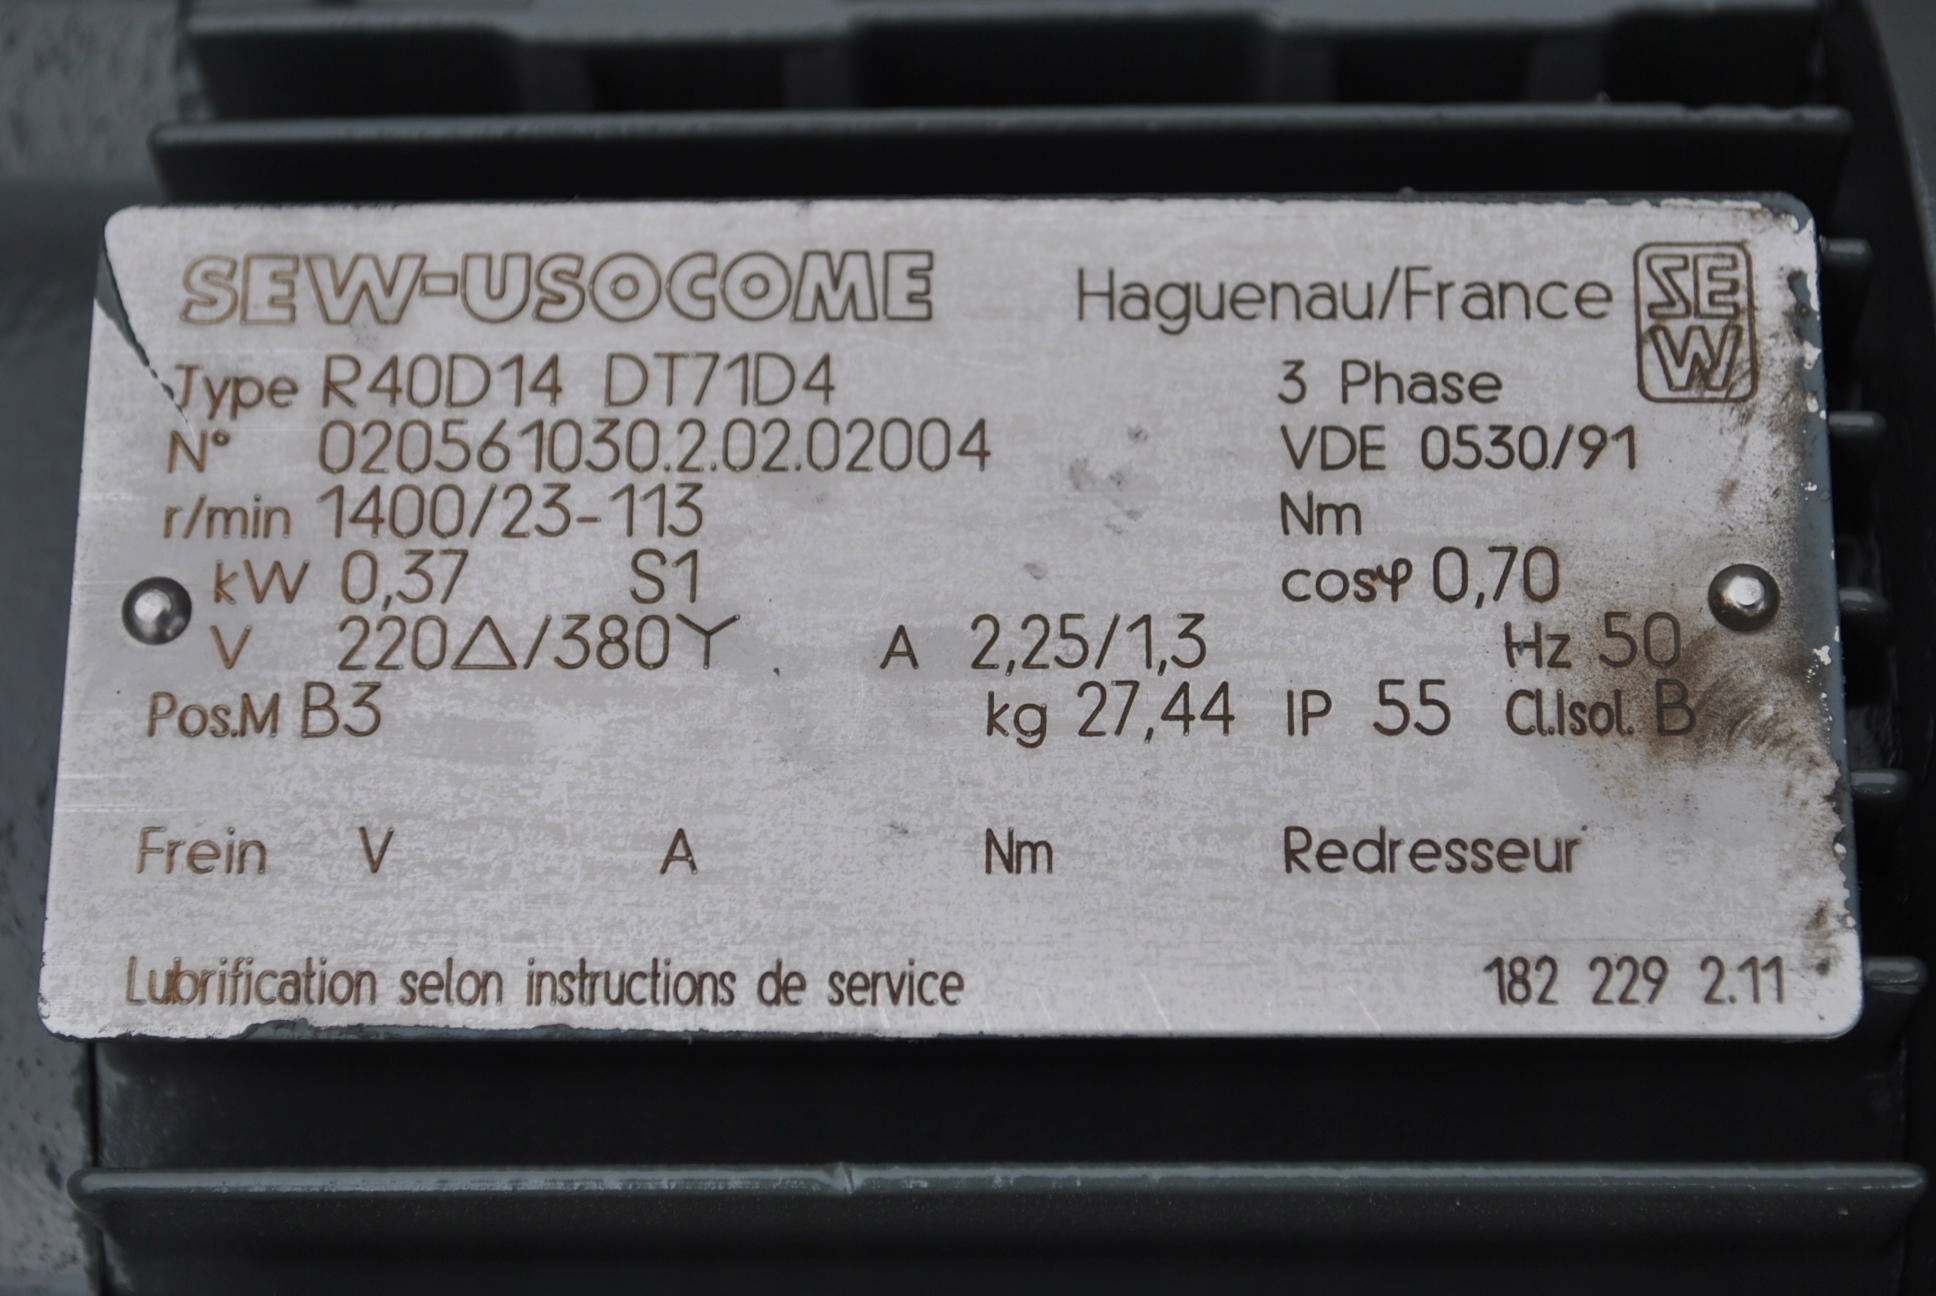 SEW-USOCOME Haguenau/France SEW
Type R40D14 DT71D4 3 Phase
N° 020561030.2.02.02004 VDE 0530/91
r/min 1400/23-113 Nm
kW 0,37 S1 cosφ 0,70
V 220△/380Y A 2,25/1,3 Hz 50
Pos.M B3 kg 27,44 IP 55 Cl.Isol. B
Frein V A Nm Redresseur
Lubrification selon instructions de service 182 229 2.11